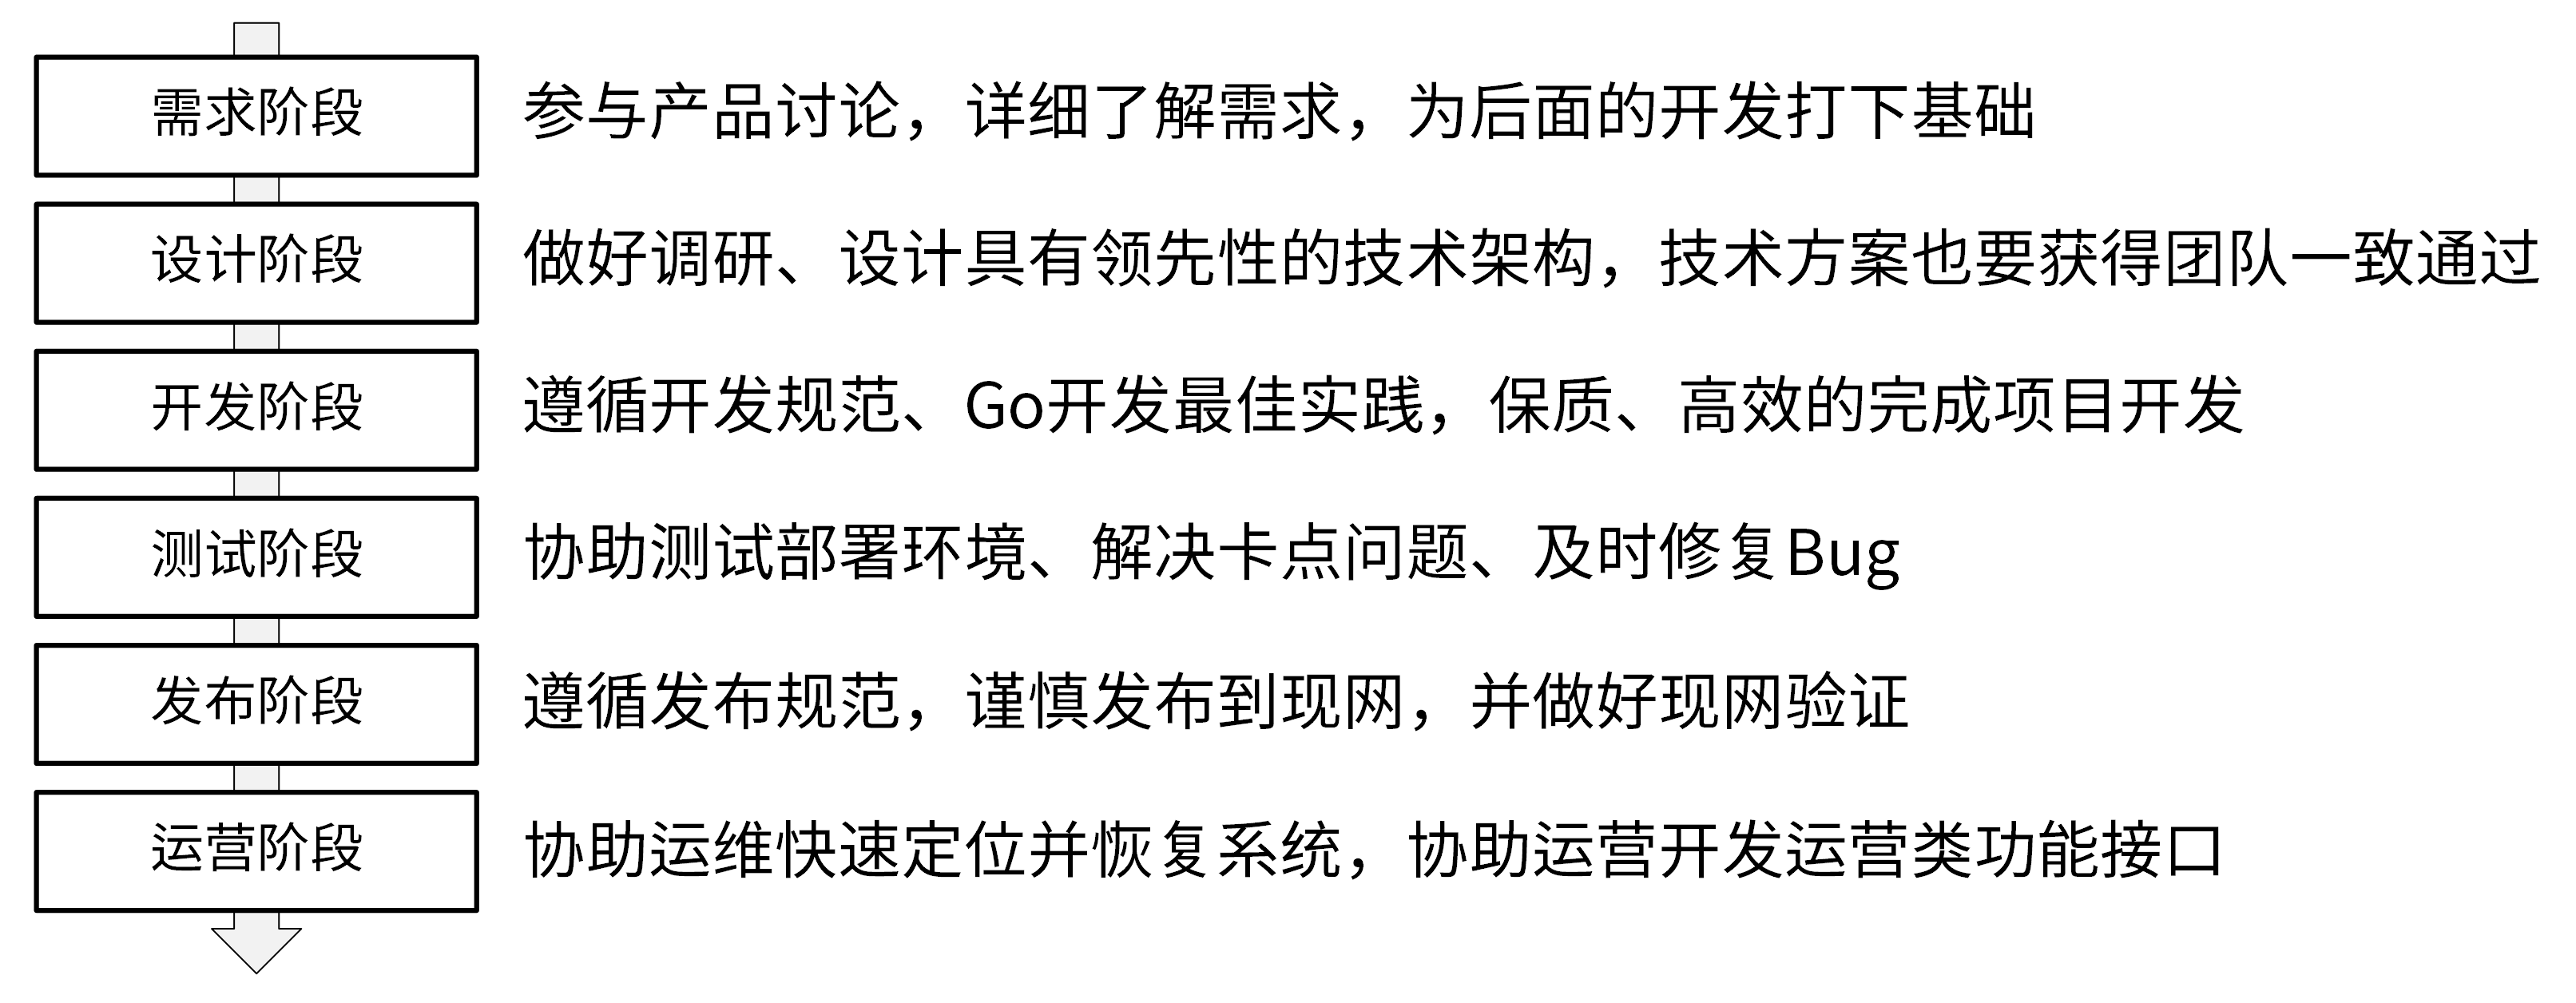 需求阶段
参与产品讨论，详细了解需求，为后面的开发打下基础
设计阶段
做好调研、设计具有领先性的技术架构，技术方案也要获得团队一致通过
开发阶段
遵循开发规范、Go开发最佳实践，保质、高效的完成项目开发
测试阶段
协助测试部署环境、解决卡点问题、及时修复Bug
发布阶段
遵循发布规范，谨慎发布到现网，并做好现网验证
运营阶段
协助运维快速定位并恢复系统，协助运营开发运营类功能接口